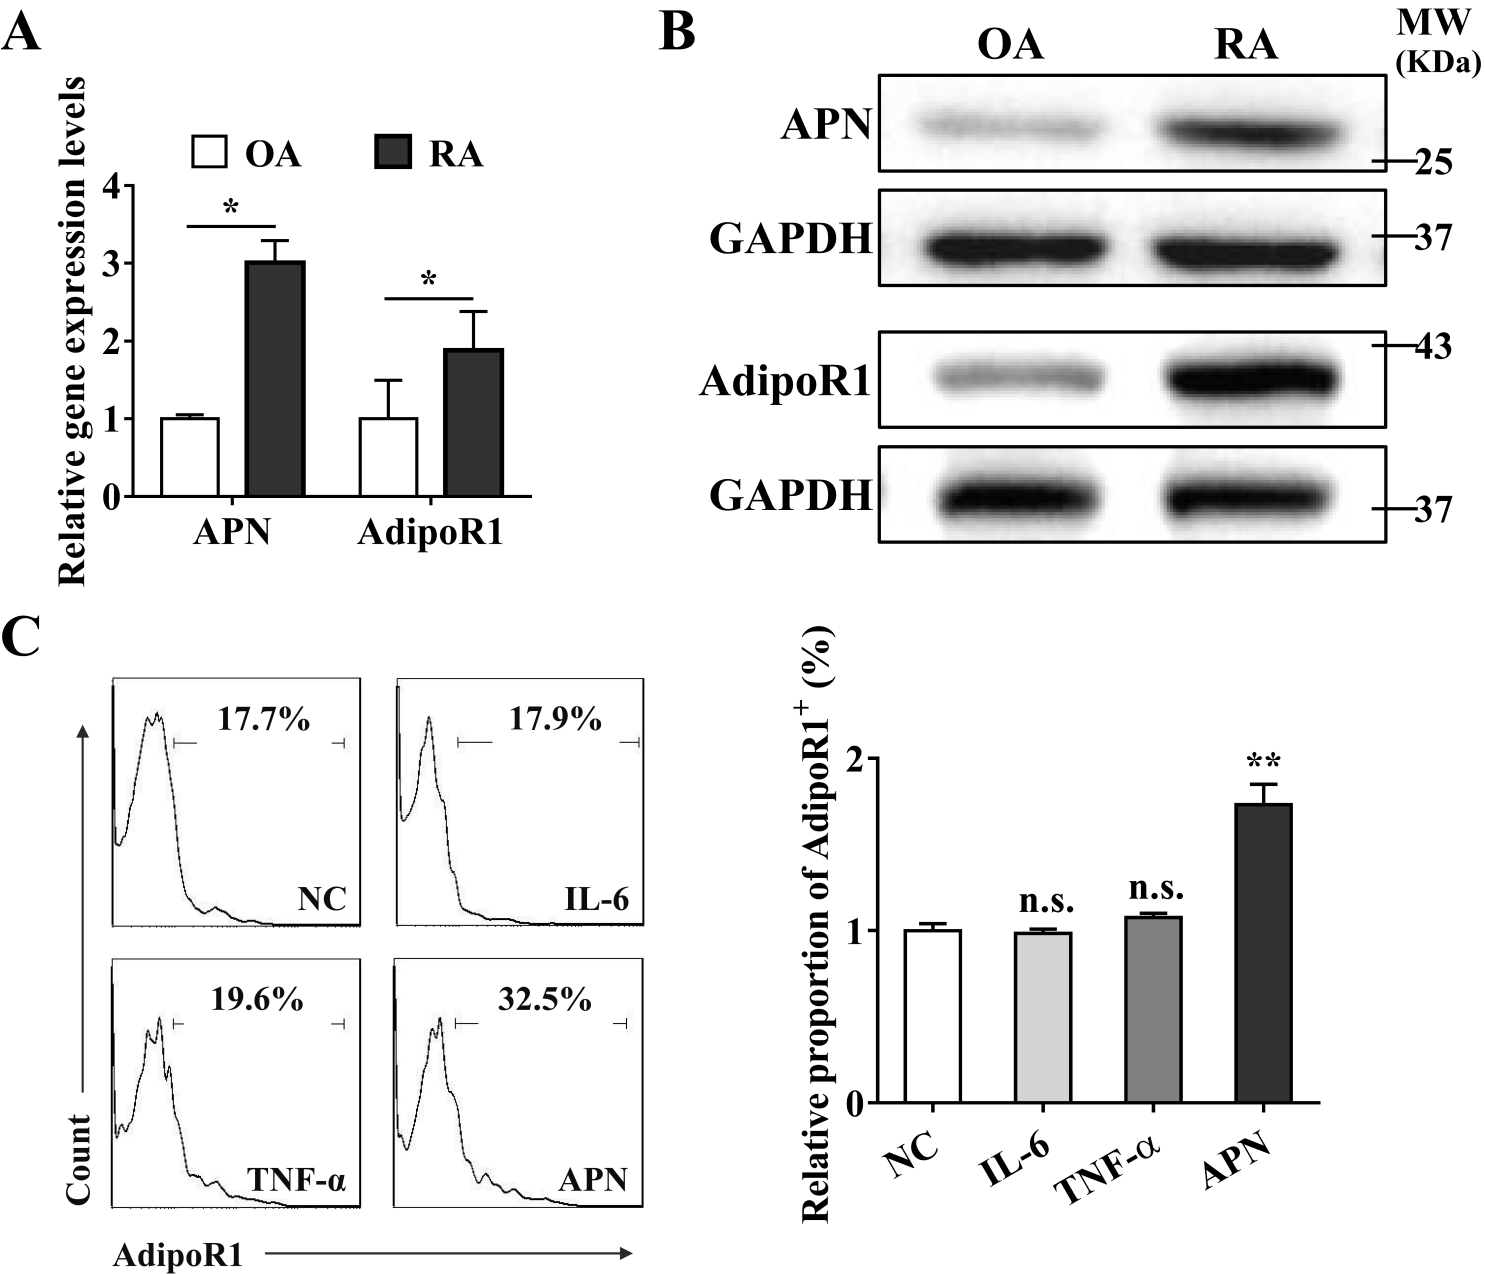 A
Relative gene expression levels
OA
RA
4
3
2
1
0
*
*
APN
AdipoR1
B
OA
RA
MW
(KDa)
APN
25
GAPDH
37
AdipoR1
43
GAPDH
37
C
17.7%
NC
17.9%
IL-6
19.6%
TNF-α
32.5%
APN
Count
AdipoR1
Relative proportion of AdipoR1+ (%)
2
1
0
n.s.
n.s.
**
NC
IL-6
TNF-α
APN